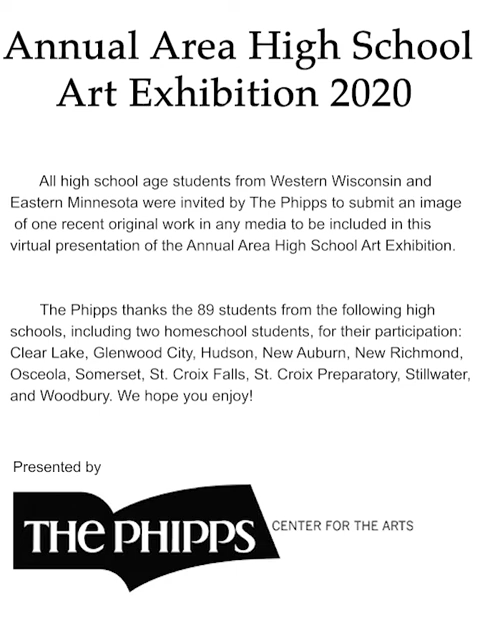 Annual Area High School
Art Exhibition 2020
All high school age students from Western Wisconsin and
Eastern Minnesota were invited by The Phipps to submit an image
of one recent original work in any media to be included in this
virtual presentation of the Annual Area High School Art Exhibition.
The Phipps thanks the 89 students from the following high
schools, including two homeschool students, for their participation:
Clear Lake, Glenwood City, Hudson, New Auburn, New Richmond,
Osceola, Somerset, St. Croix Falls, St. Croix Preparatory, Stillwater,
and Woodbury. We hope you enjoy!
Presented by
THe PHIPPS CENTER FOR THE ARTS